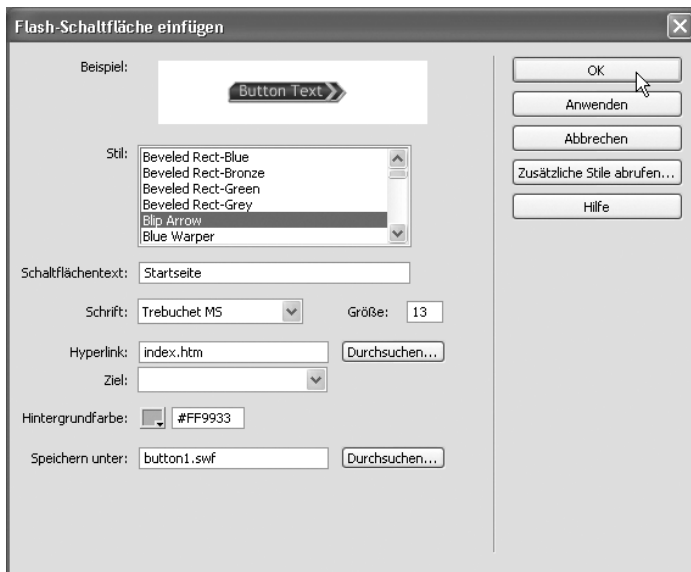 Flash-Schaltfläche einfügen
Beispiel:
Button Text
Stil:
Beveled Rect-Blue
Beveled Rect-Bronze
Beveled Rect-Green
Beveled Rect-Grey
Blip Arrow
Blue Warper
Schaltflächentext: Startseite
Schrift: Trebuchet MS Größe: 13
Hyperlink: index.htm Durchsuchen...
Ziel:
Hintergrundfarbe: #FF9933
Speichern unter: button1.swf Durchsuchen...
OK
Anwenden
Abbrechen
Zusätzliche Stile abrufen...
Hilfe